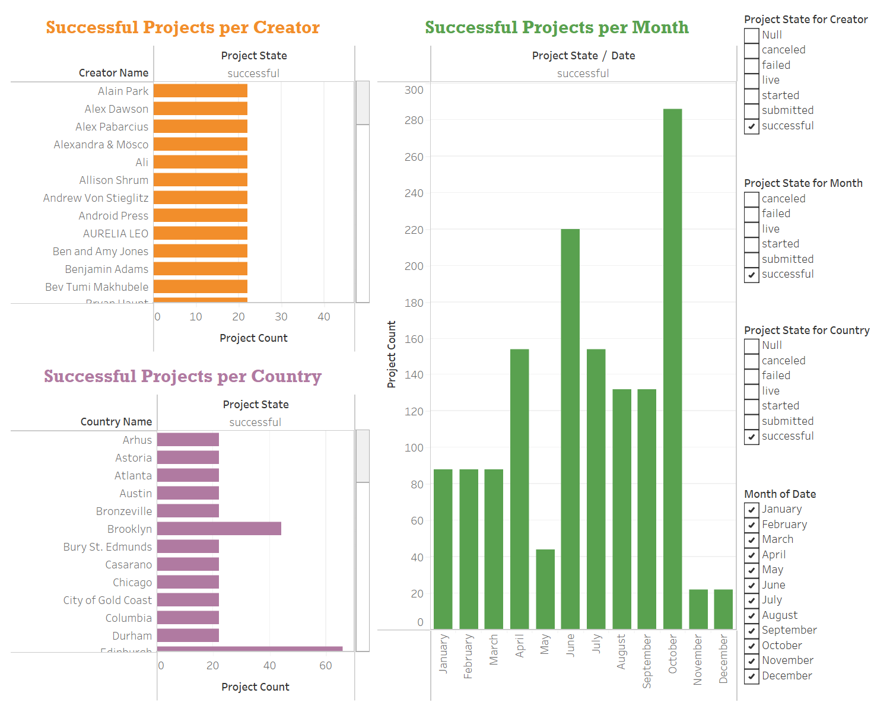 Successful Projects per Creator
Project State
Creator Name
successful
Alain Park
Alex Dawson
Alex Pabarcius
Alexandra & Mösco
Ali
Allison Shrum
Andrew Von Stieglitz
Android Press
AURELIA LEO
Ben and Amy Jones
Benjamin Adams
Bev Tumi Makhubele
0 10 20 30 40
Project Count
Successful Projects per Country
Project State
Country Name
successful
Arhus
Astoria
Atlanta
Austin
Bronzeville
Brooklyn
Bury St. Edmunds
Casarano
Chicago
City of Gold Coast
Columbia
Durham
Edinburgh
0 20 40 60
Project Count
Successful Projects per Month
Project State / Date
successful
300
280
260
240
220
200
180
160
140
120
100
80
60
40
20
0
Project Count
January February March April May June July August September October November December
Project State for Creator
Null
canceled
failed
live
started
submitted
successful
Project State for Month
canceled
failed
live
started
submitted
successful
Project State for Country
Null
canceled
failed
live
started
submitted
successful
Month of Date
January
February
March
April
May
June
July
August
September
October
November
December